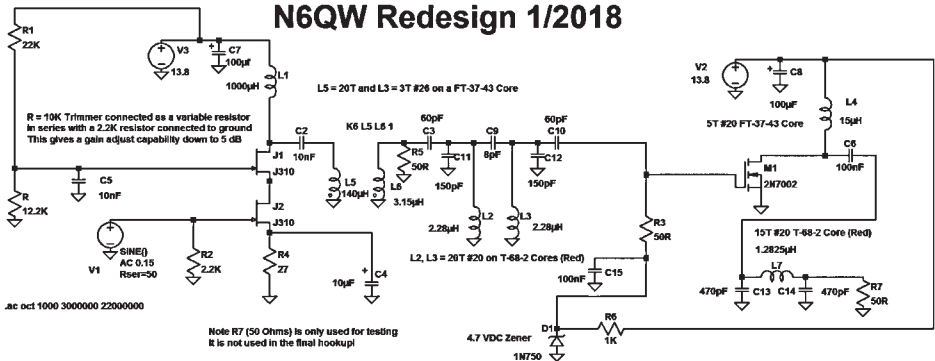 N6QW Redesign 1/2018
R1
22K
V3
13.8
C7
100µf
L1
1000µH
V2
13.8
C8
100µF
L4
15µH
5T #20 FT-37-43 Core
L5 = 20T and L3 = 3T #26 on a FT-37-43 Core
R = 10K Trimmer connected as a variable resistor
in series with a 2.2K resistor connected to ground
This gives a gain adjust capability down to 5 dB
K6 L5 L6 1
C2
10nF
60pF
C3
C9
8pF
60pF
C10
J1
J310
R5
50R
C11
150pF
C12
150pF
C6
100nF
M1
2N7002
C5
10nF
L5
140µH
L6
3.15µH
R
12.2K
J2
J310
L2
2.28µH
L3
2.28µH
R3
50R
V1
SINE()
AC 0.15
Rser=50
R2
2.2K
R4
27
C4
10µF
L2, L3 = 20T #20 on T-68-2 Cores (Red)
C15
100nF
15T #20 T-68-2 Core (Red)
1.2825µH
L7
470pF
C13
C14
470pF
R7
50R
.ac oct 1000 3000000 22000000
Note R7 (50 Ohms) is only used for testing
It is not used in the final hookup!
D1
4.7 VDC Zener
1N750
R6
1K